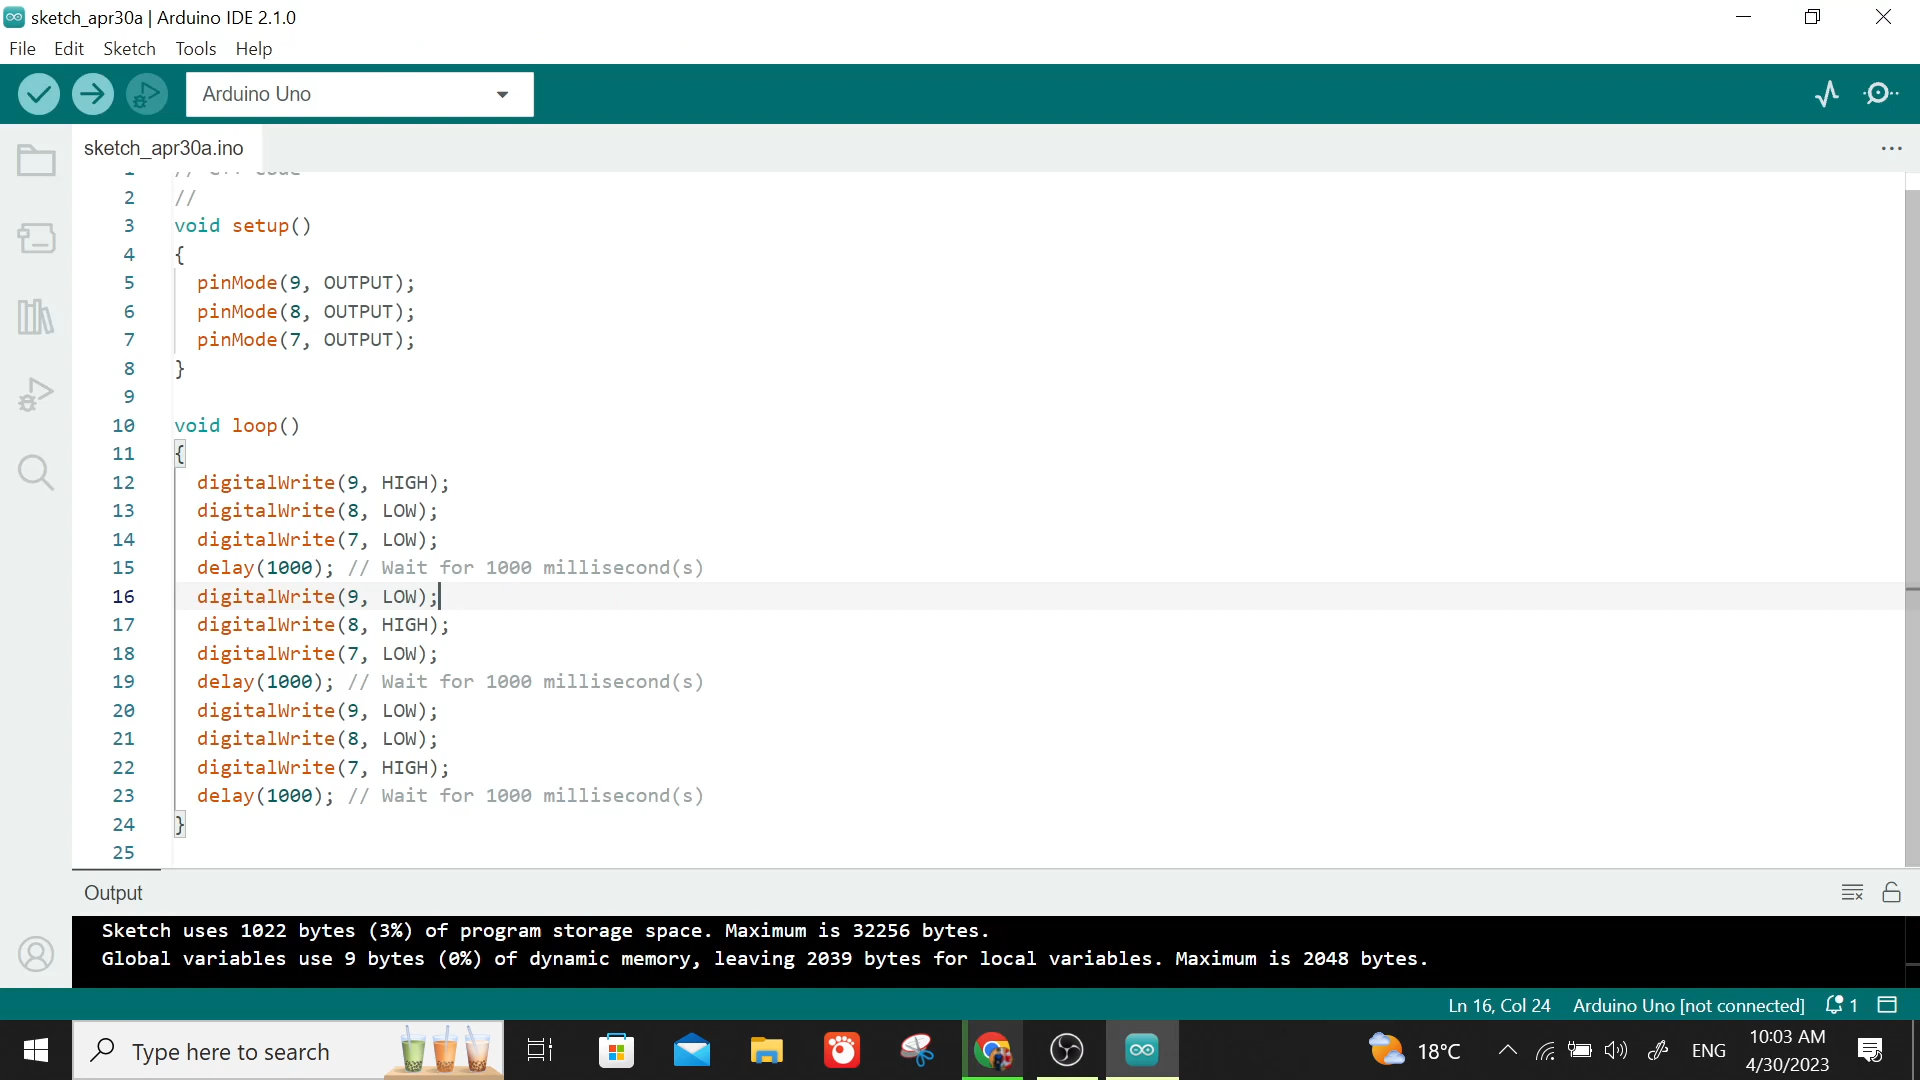 sketch_apr30a | Arduino IDE 2.1.0
File Edit Sketch Tools Help
Arduino Uno
sketch_apr30a.ino
1 // C++ code
2 //
3 void setup()
4 {
5 pinMode(9, OUTPUT);
6 pinMode(8, OUTPUT);
7 pinMode(7, OUTPUT);
8 }
9
10 void loop()
11 {
12 digitalWrite(9, HIGH);
13 digitalWrite(8, LOW);
14 digitalWrite(7, LOW);
15 delay(1000); // Wait for 1000 millisecond(s)
16 digitalWrite(9, LOW);
17 digitalWrite(8, HIGH);
18 digitalWrite(7, LOW);
19 delay(1000); // Wait for 1000 millisecond(s)
20 digitalWrite(9, LOW);
21 digitalWrite(8, LOW);
22 digitalWrite(7, HIGH);
23 delay(1000); // Wait for 1000 millisecond(s)
24 }
25
Output
Sketch uses 1022 bytes (3%) of program storage space. Maximum is 32256 bytes.
Global variables use 9 bytes (0%) of dynamic memory, leaving 2039 bytes for local variables. Maximum is 2048 bytes.
Ln 16, Col 24 Arduino Uno [not connected] 1
Type here to search
18°C
ENG
10:03 AM
4/30/2023